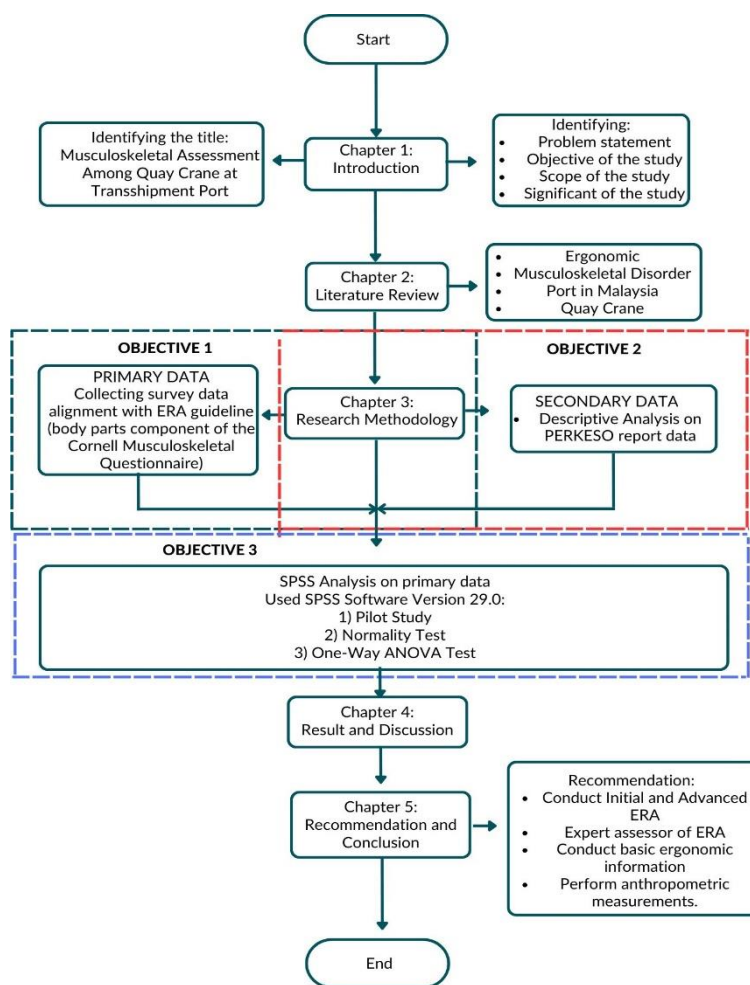 Start
Identifying the title:
Musculoskeletal Assessment
Among Quay Crane at
Transshipment Port
Chapter 1:
Introduction
Identifying:
• Problem statement
• Objective of the study
• Scope of the study
• Significant of the study
Chapter 2:
Literature Review
• Ergonomic
• Musculoskeletal Disorder
• Port in Malaysia
• Quay Crane
OBJECTIVE 1
PRIMARY DATA
Collecting survey data
alignment with ERA guideline
(body parts component of the
Cornell Musculoskeletal
Questionnaire)
Chapter 3:
Research Methodology
OBJECTIVE 2
SECONDARY DATA
• Descriptive Analysis on
PERKESO report data
OBJECTIVE 3
SPSS Analysis on primary data
Used SPSS Software Version 29.0:
1) Pilot Study
2) Normality Test
3) One-Way ANOVA Test
Chapter 4:
Result and Discussion
Chapter 5:
Recommendation and
Conclusion
Recommendation:
• Conduct Initial and Advanced
ERA
• Expert assessor of ERA
• Conduct basic ergonomic
information
• Perform anthropometric
measurements.
End